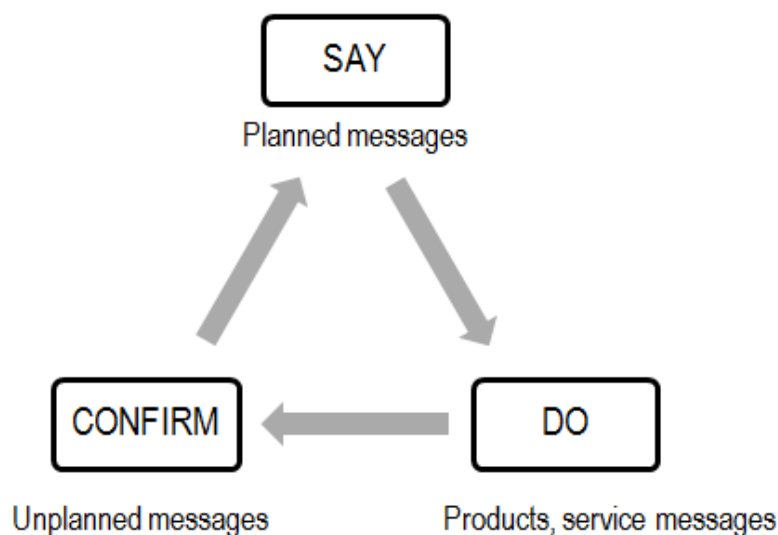 SAY
Planned messages
CONFIRM
DO
Unplanned messages
Products, service messages